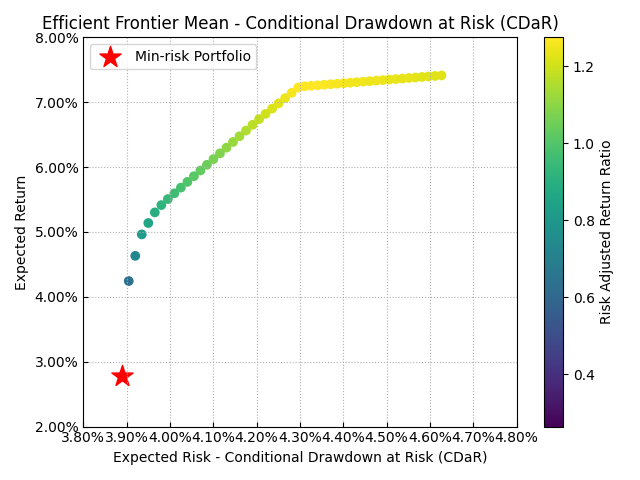 Efficient Frontier Mean - Conditional Drawdown at Risk (CDaR)
8.00%
7.00%
6.00%
5.00%
4.00%
3.00%
2.00%
Expected Return
Min-risk Portfolio
3.80% 3.90% 4.00% 4.10% 4.20% 4.30% 4.40% 4.50% 4.60% 4.70% 4.80%
Expected Risk - Conditional Drawdown at Risk (CDaR)
1.2
1.0
0.8
0.6
0.4
Risk Adjusted Return Ratio